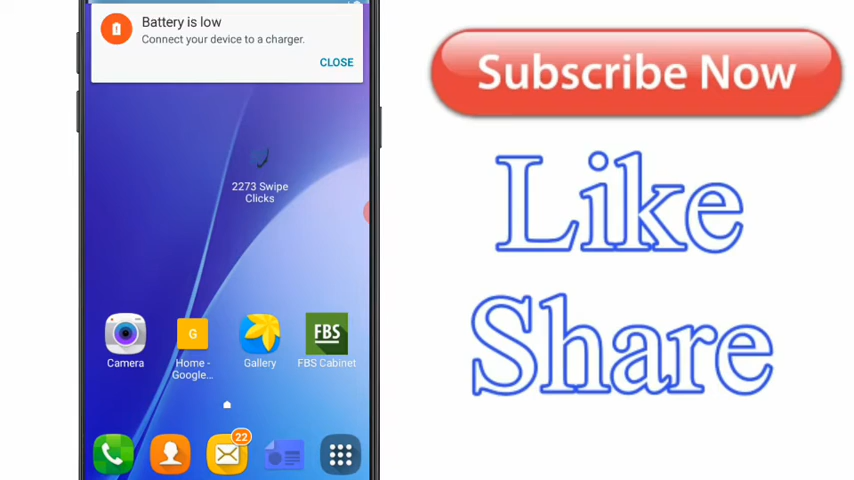 Battery is low
Connect your device to a charger.
CLOSE
2273 Swipe
Clicks
G
FBS
Camera
Home -
Google...
Gallery
FBS Cabinet
22
Subscribe Now
Like
Share